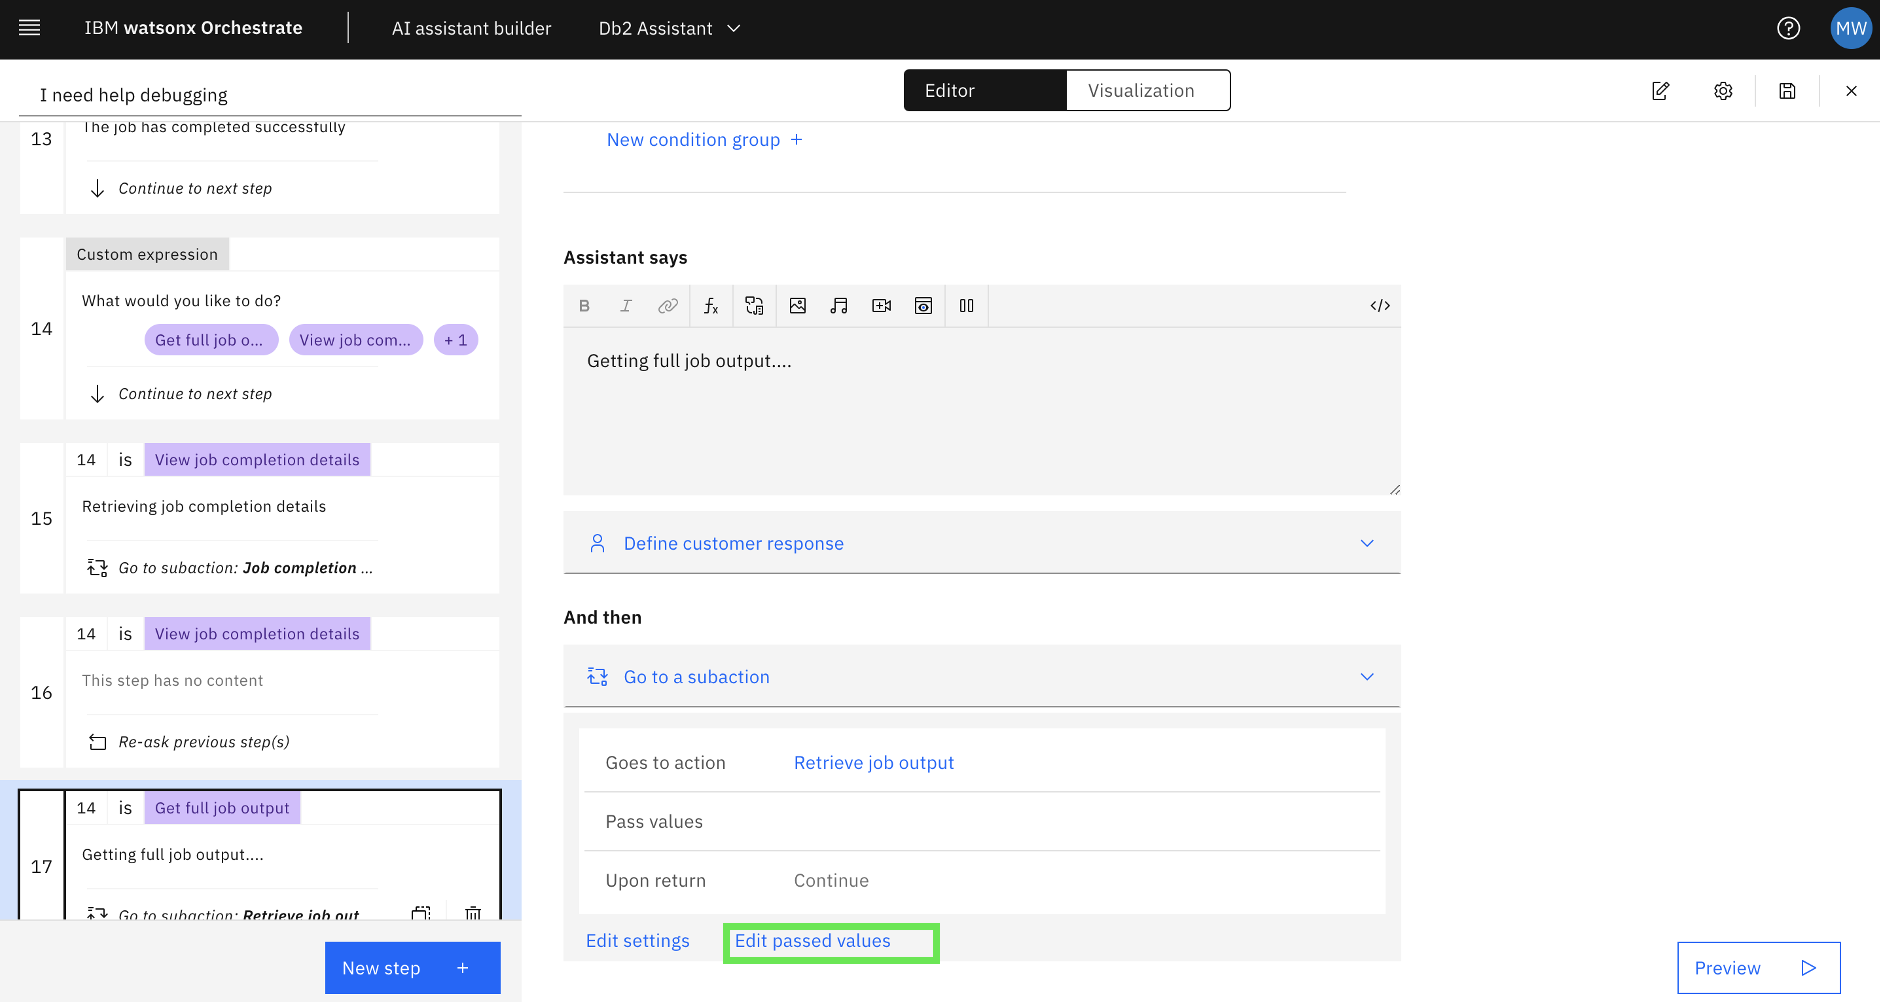 IBM watsonx Orchestrate
AI assistant builder
Db2 Assistant
MW
I need help debugging
Editor
Visualization
13
The job has completed successfully
Continue to next step
14
Custom expression
What would you like to do?
Get full job o...
View job com...
+ 1
Continue to next step
15
14 is View job completion details
Retrieving job completion details
Go to subaction: Job completion ...
16
14 is View job completion details
This step has no content
Re-ask previous step(s)
17
14 is Get full job output
Getting full job output....
Go to subaction: Retrieve job out
New step +
New condition group +
Assistant says
B I fx </>
Getting full job output....
Define customer response
And then
Go to a subaction
Goes to action Retrieve job output
Pass values
Upon return Continue
Edit settings
Edit passed values
Preview